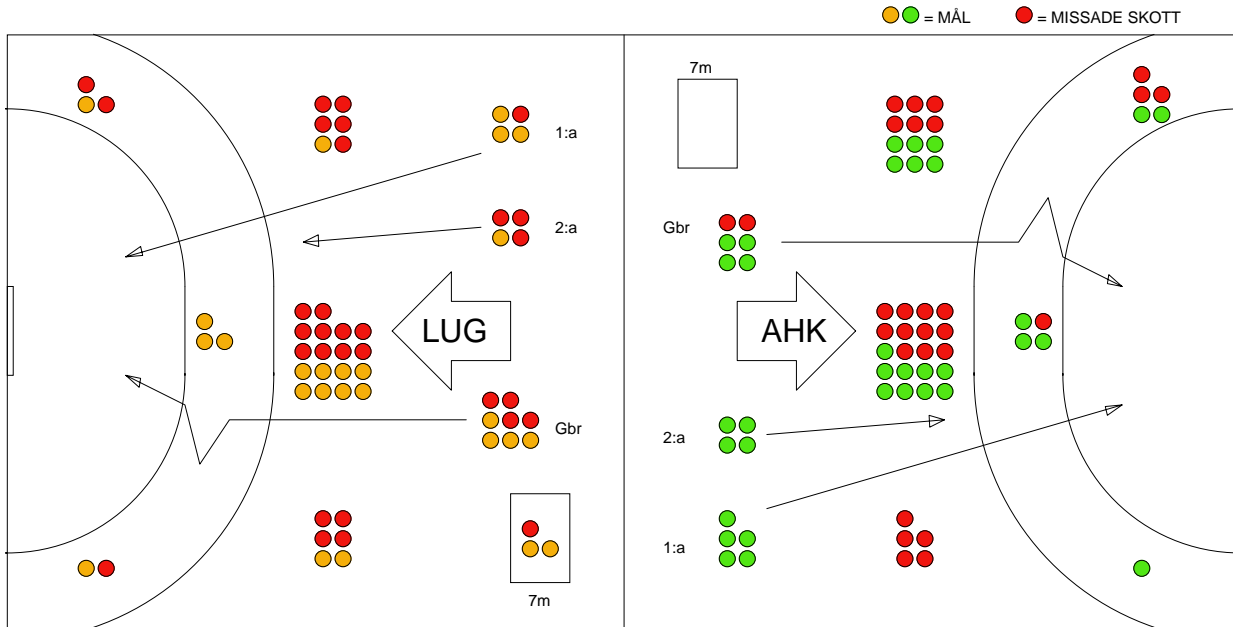 = MÅL
= MISSADE SKOTT
7m
1:a
2:a
Gbr
LUG
AHK
Gbr
2:a
1:a
7m